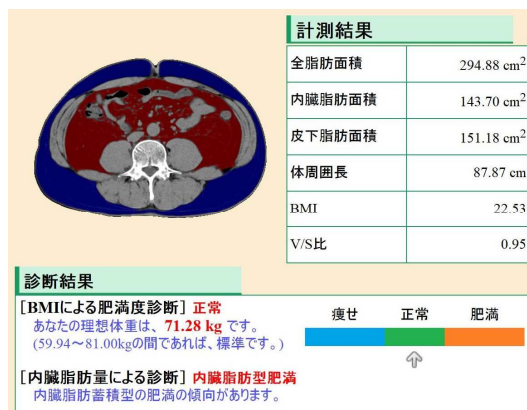 計測結果
全脂肪面積 294.88 cm²
内臓脂肪面積 143.70 cm²
皮下脂肪面積 151.18 cm²
体周囲長 87.87 cm
BMI 22.53
V/S比 0.95
診断結果
[BMIによる肥満度診断] 正常
あなたの理想体重は、71.28 kg です。
(59.94～81.00kgの間であれば、標準です。)
痩せ 正常 肥満
[内臓脂肪量による診断] 内臓脂肪型肥満
内臓脂肪蓄積型の肥満の傾向があります。